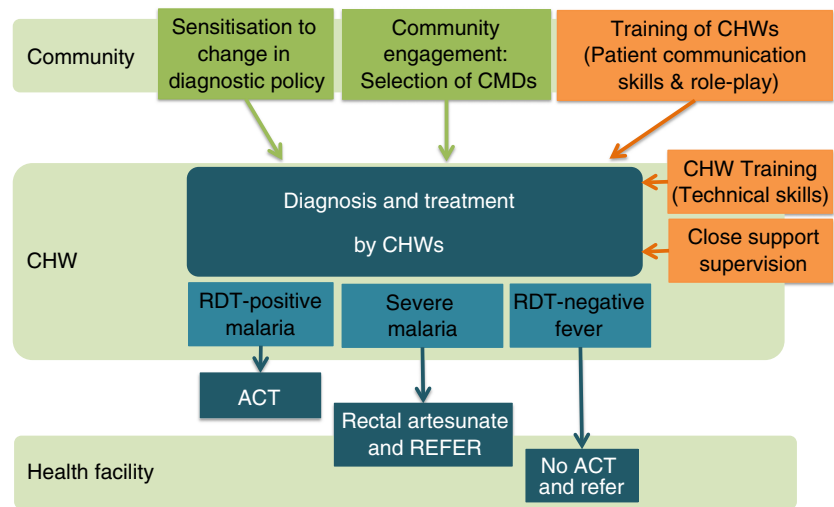 Community
Sensitisation to
change in
diagnostic policy
Community
engagement:
Selection of CMDs
Training of CHWs
(Patient communication
skills & role-play)
CHW
Diagnosis and treatment
by CHWs
CHW Training
(Technical skills)
Close support
supervision
RDT-positive
malaria
Severe
malaria
RDT-negative
fever
ACT
Rectal artesunate
and REFER
Health facility
No ACT
and refer